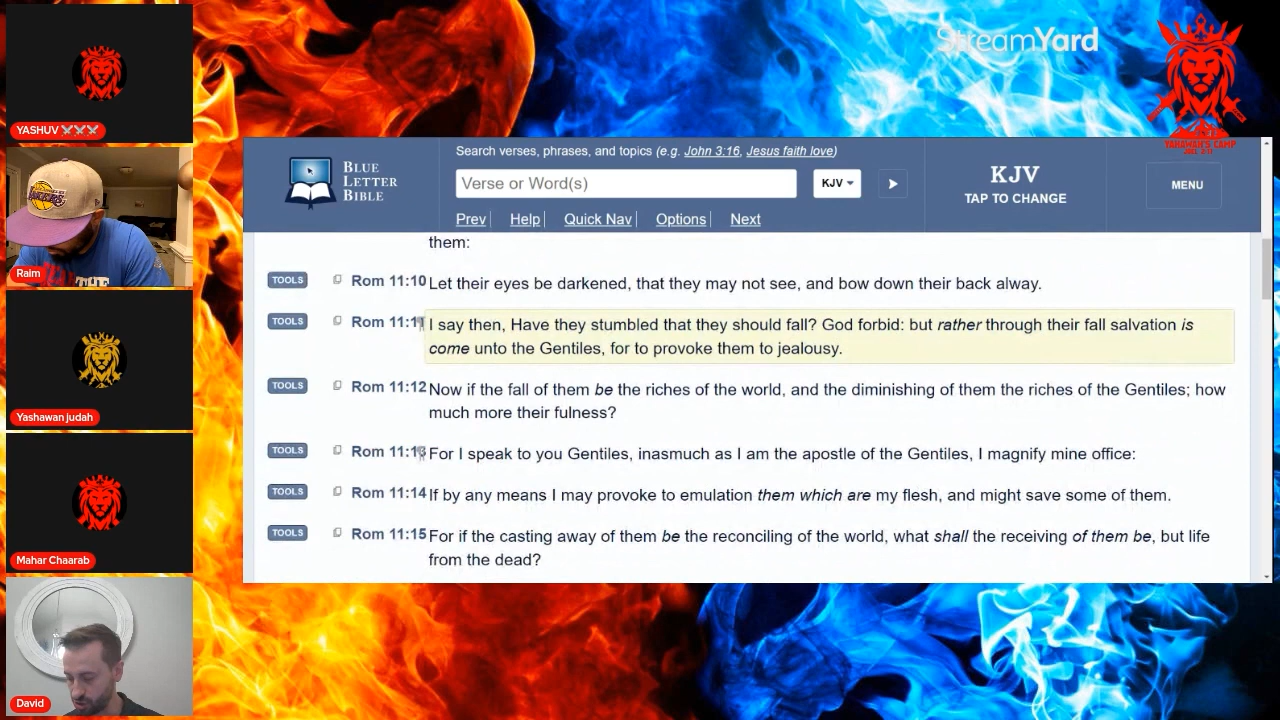 StreamYard
YAHAWAH'S CAMP
YASHUV ⚔⚔⚔
Raim
Yashawan judah
Mahar Chaarab
David
BLUE
LETTER
BIBLE
Search verses, phrases, and topics (e.g. John 3:16, Jesus faith love)
Verse or Word(s)
KJV
Prev
Help
Quick Nav
Options
Next
KJV
TAP TO CHANGE
MENU
them:
TOOLS Rom 11:10 Let their eyes be darkened, that they may not see, and bow down their back alway.
TOOLS Rom 11:11 I say then, Have they stumbled that they should fall? God forbid: but rather through their fall salvation is
come unto the Gentiles, for to provoke them to jealousy.
TOOLS Rom 11:12 Now if the fall of them be the riches of the world, and the diminishing of them the riches of the Gentiles; how
much more their fulness?
TOOLS Rom 11:13 For I speak to you Gentiles, inasmuch as I am the apostle of the Gentiles, I magnify mine office:
TOOLS Rom 11:14 If by any means I may provoke to emulation them which are my flesh, and might save some of them.
TOOLS Rom 11:15 For if the casting away of them be the reconciling of the world, what shall the receiving of them be, but life
from the dead?